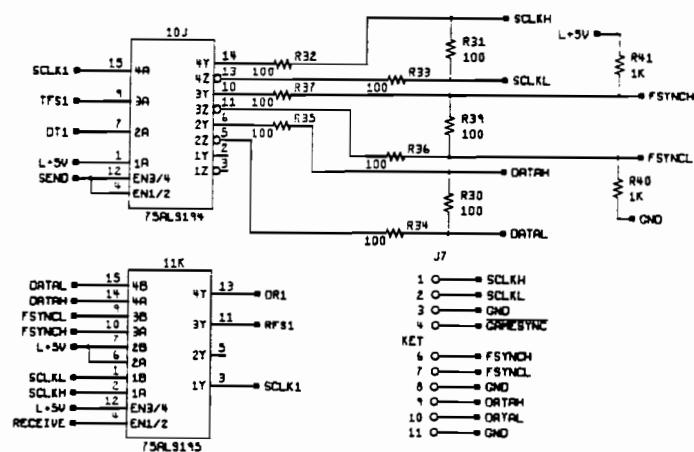 10J
15 SCLK1 4A 4Y 14 R32 100 R31 100 SCLKH
4Z 13 R33 100 SCLKL
L+5V R41 1K
TFS1 9 3A 3Y 10 R37 100 FSYNCH
3Z 11 100 R39 100
DT1 7 2A 2Y 6 R35 100
2Z 5 R36 100 FSYNCL
L+5V 1 1A 1Y 2 DATAH
SEND 12 EN3/4 1Z 3 R30 100 R40 1K
4 EN1/2 GND
75ALS194 R34 100 DATAL
11K
DATAL 15 4B 4Y 13 DR1
DATAH 14 4A
FSYNCL 9 3B 3Y 11 RFS1
FSYNCH 10 3A
L+5V 7 2B 2Y 5
6 2A
SCLKL 1 1B 1Y 3 SCLK1
SCLKH 2 1A
L+5V 12 EN3/4
RECEIVE 4 EN1/2
75ALS195
J7
1 SCLKH
2 SCLKL
3 GND
4 GAMESYNC
KEY
6 FSYNCH
7 FSYNCL
8 GND
9 DATAH
10 DATAL
11 GND